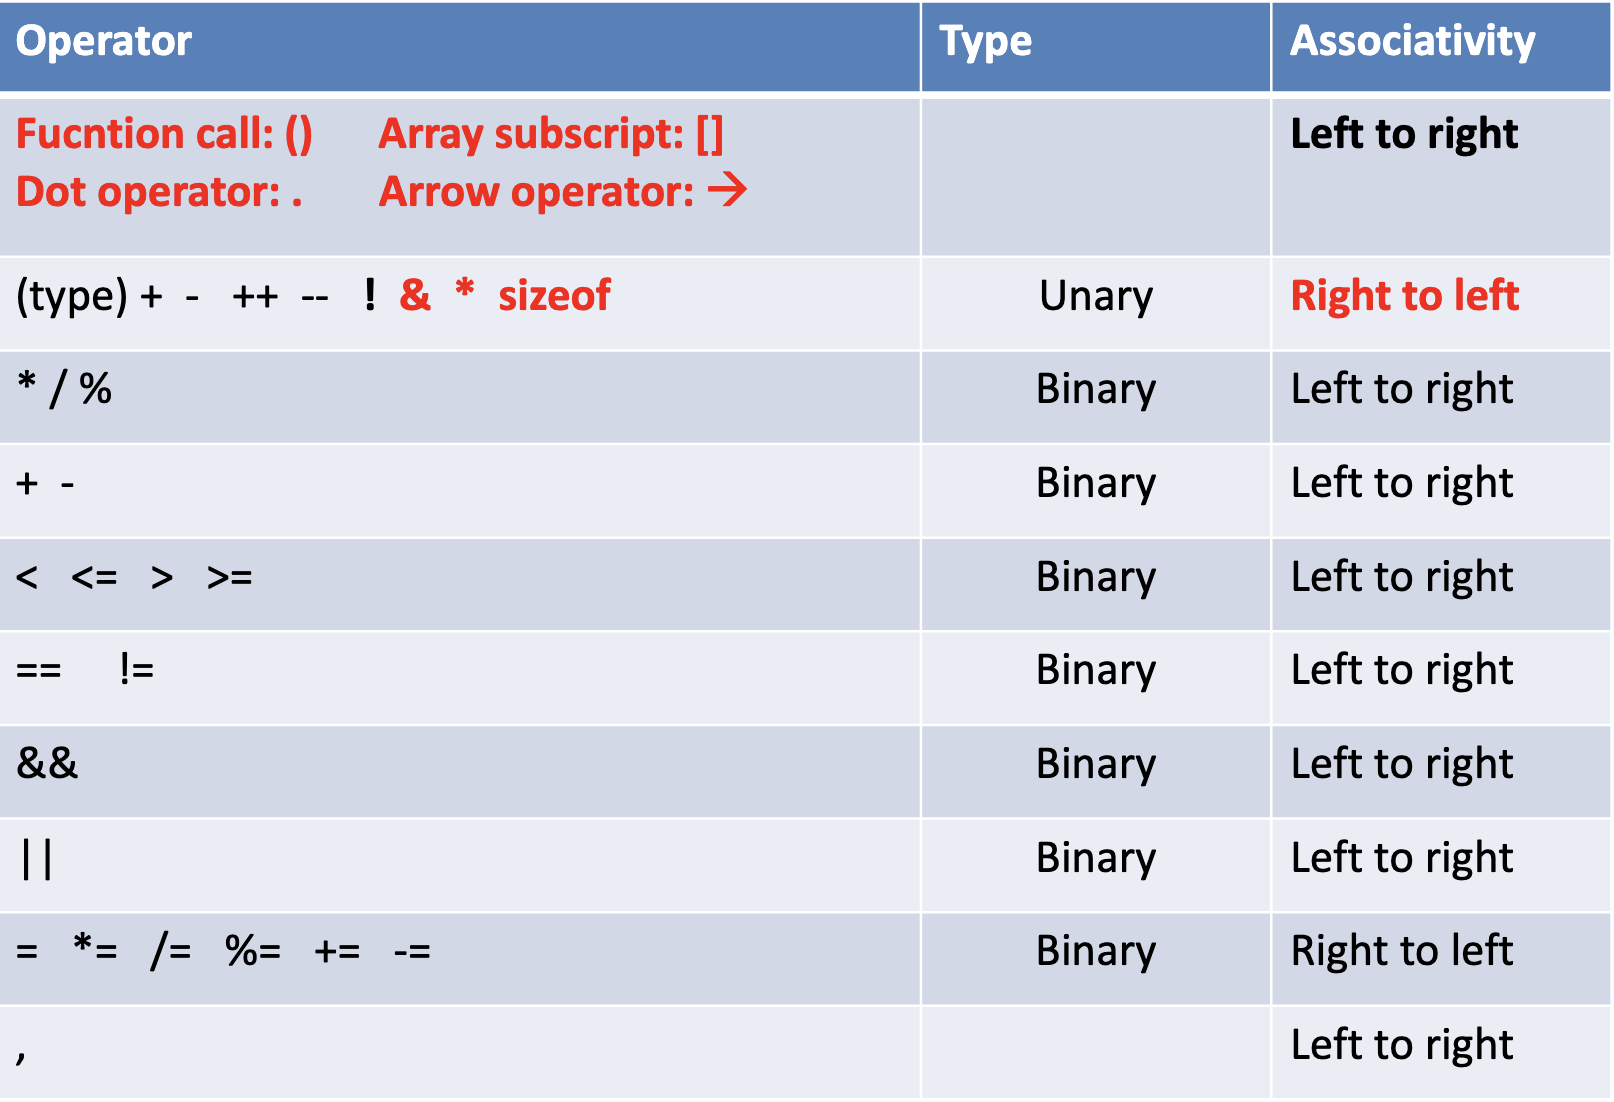 Operator Type Associativity
Fucntion call: () Array subscript: [] Left to right
Dot operator: . Arrow operator: →
(type) + - ++ -- ! & * sizeof Unary Right to left
* / % Binary Left to right
+ - Binary Left to right
< <= > >= Binary Left to right
== != Binary Left to right
&& Binary Left to right
|| Binary Left to right
= *= /= %= += -= Binary Right to left
, Left to right